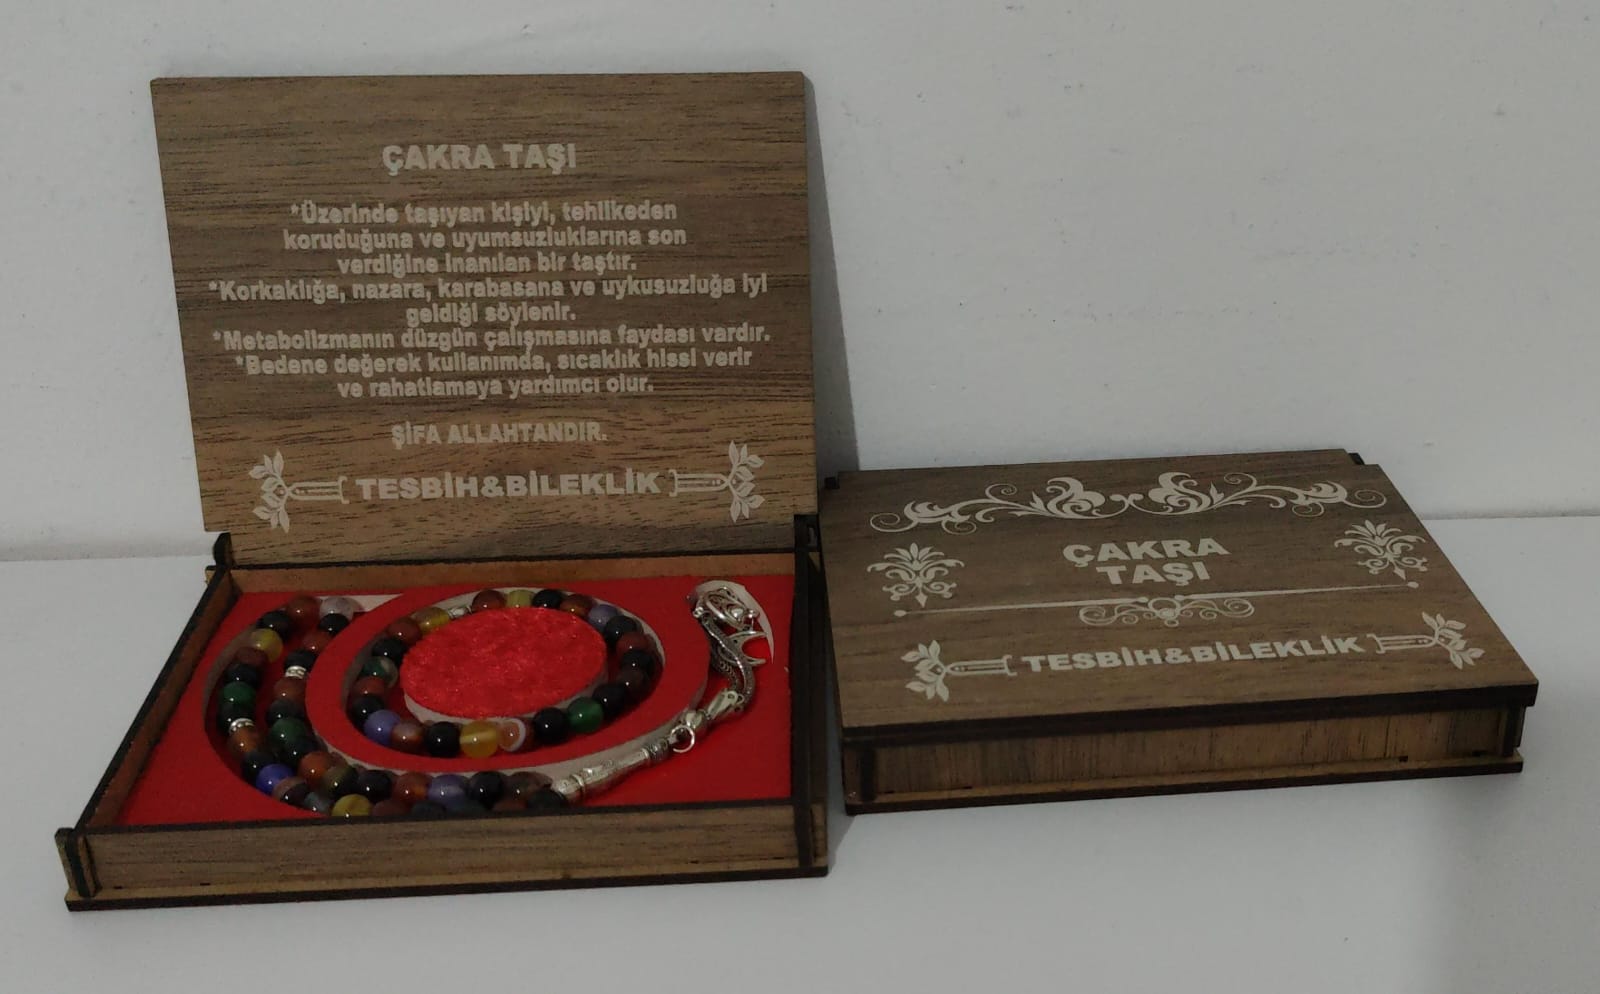 ÇAKRA TAŞI
*Üzerinde taşıyan kişiyi, tehlikeden
koruduğuna ve uyumsuzluklarına son
verdiğine inanılan bir taştır.
*Korkaklığa, nazara, karabasana ve uykusuzluğa iyi
geldiği söylenir.
*Metabolizmanın düzgün çalışmasına faydası vardır.
*Bedene değerek kullanımda, sıcaklık hissi verir
ve rahatlamaya yardımcı olur.
ŞİFA ALLAHTANDIR.
TESBİH&BİLEKLİK
ÇAKRA
TAŞI
TESBİH&BİLEKLİK